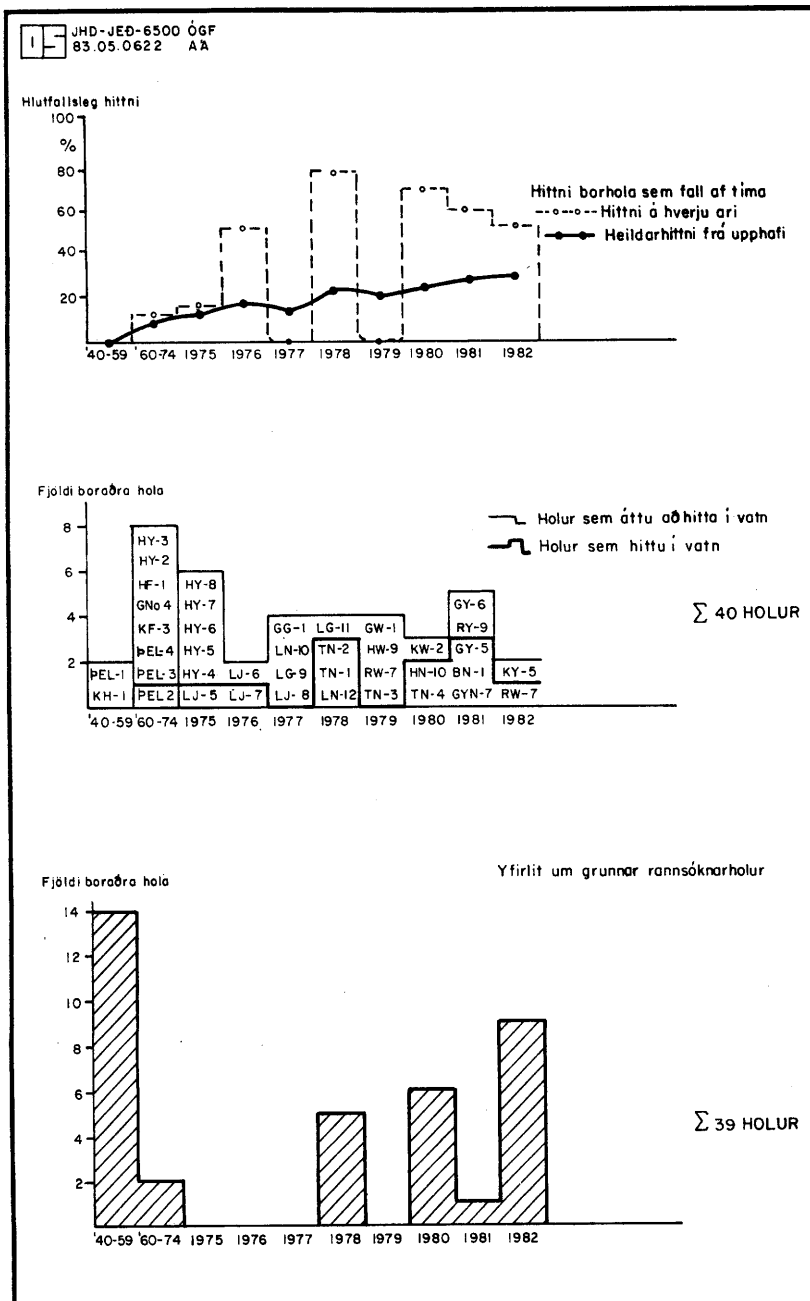 JHD-JEÐ-6500 ÓGF
83.05.0622 AÁ
Hlutfallsleg hittni
100
%
80
60
40
20
Hittni borhola sem fall af tíma
Hittni á hverju ari
Heildarhittni frá upphafi
'40-59 '60-74 1975 1976 1977 1978 1979 1980 1981 1982
Fjöldi boraðra hola
8
6
4
2
Holur sem áttu að hitta í vatn
Holur sem hittu í vatn
Σ 40 HOLUR
HY-3
HY-2
HF-1 HY-8
GNo4 HY-7 GY-6
KF-3 HY-6 GG-1 LG-11 GW-1 RY-9
ÞEL-4 HY-5 LN-10 TN-2 HW-9 KW-2 GY-5
ÞEL-1 ÞEL-3 HY-4 LJ-6 LG-9 TN-1 RW-7 HN-10 BN-1 KY-5
KH-1 ÞEL2 LJ-5 LJ-7 LJ-8 LN-12 TN-3 TN-4 GYN-7 RW-7
'40-59 '60-74 1975 1976 1977 1978 1979 1980 1981 1982
Yfirlit um grunnar rannsóknarholur
Fjöldi boraðra hola
14
12
10
8
6
4
2
Σ 39 HOLUR
'40-59 '60-74 1975 1976 1977 1978 1979 1980 1981 1982